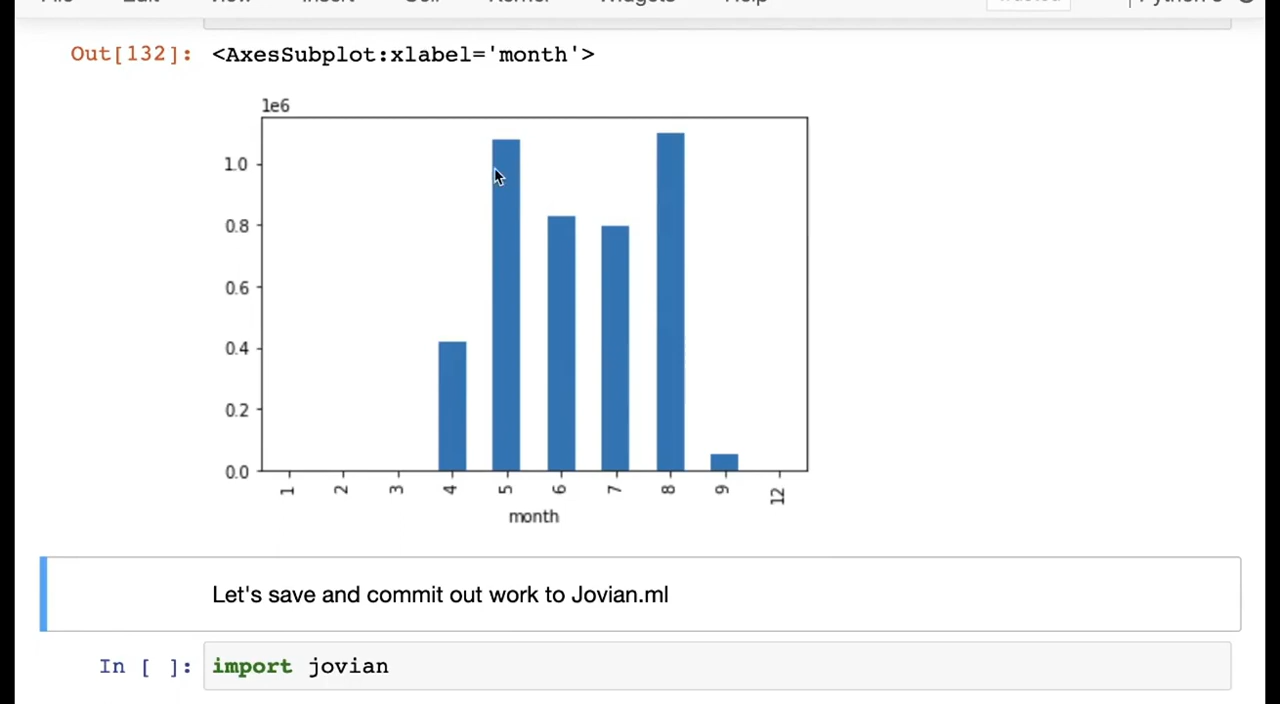 Out[132]: <AxesSubplot:xlabel='month'>
1e6
1.0
0.8
0.6
0.4
0.2
0.0
1 2 3 4 5 6 7 8 9 12
month
Let's save and commit out work to Jovian.ml
In [ ]: import jovian